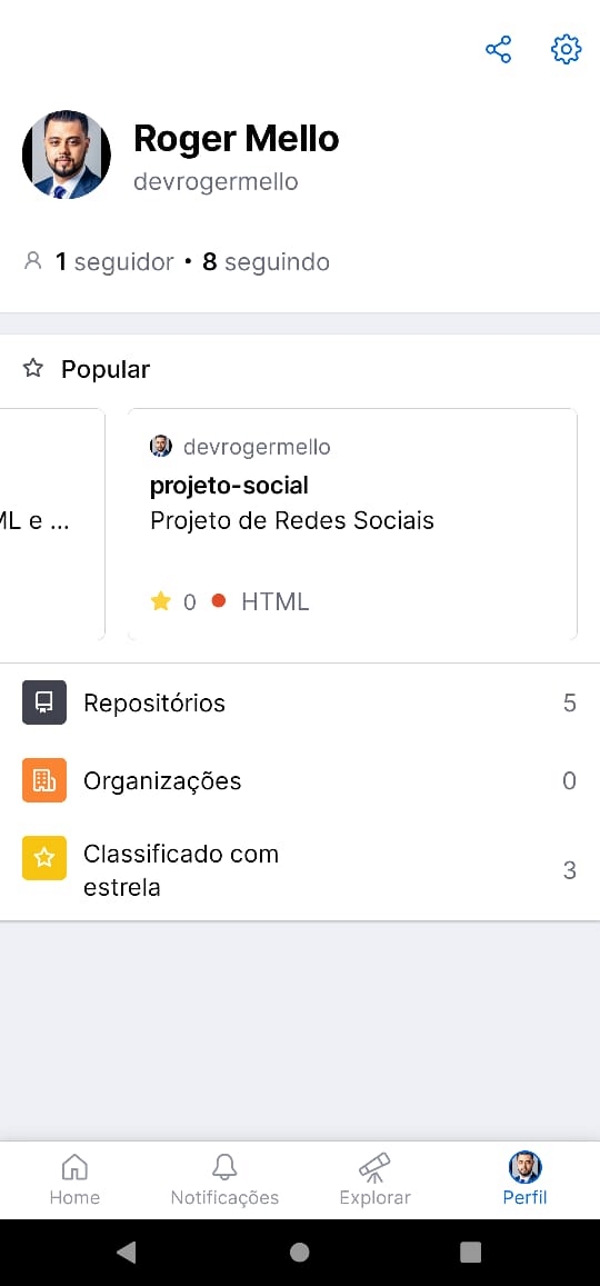 Roger Mello
devrogermello
1 seguidor • 8 seguindo
Popular
ML e ...
devrogermello
projeto-social
Projeto de Redes Sociais
0 HTML
Repositórios 5
Organizações 0
Classificado com
estrela 3
Home Notificações Explorar Perfil